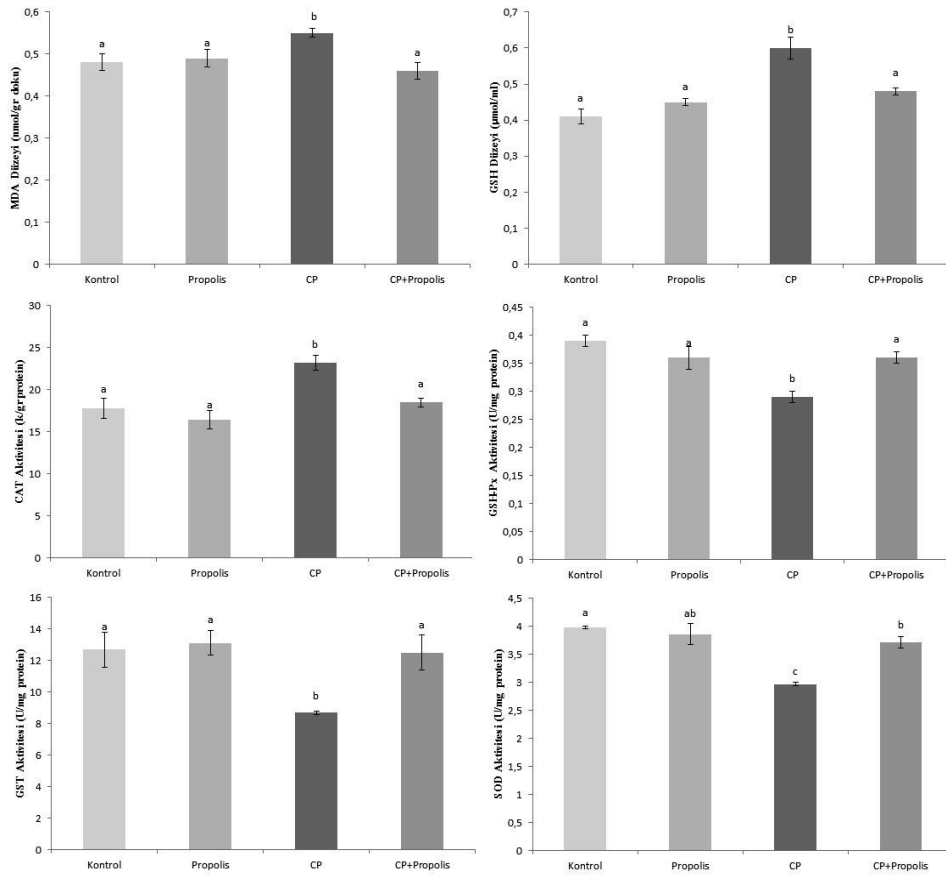 MDA Düzeyi (nmol/gr doku)
0,6
0,5
0,4
0,3
0,2
0,1
0
a
a
b
a
Kontrol
Propolis
CP
CP+Propolis
GSH Düzeyi (µmol/ml)
0,7
0,6
0,5
0,4
0,3
0,2
0,1
0
a
a
b
a
Kontrol
Propolis
CP
CP+Propolis
CAT Aktivitesi (k/grprotein)
30
25
20
15
10
5
0
a
a
b
a
Kontrol
Propolis
CP
CP+Propolis
GSH-Px Aktivitesi (U/mg protein)
0,45
0,4
0,35
0,3
0,25
0,2
0,15
0,1
0,05
0
a
a
b
a
Kontrol
Propolis
CP
CP+Propolis
GST Aktivitesi (U/mg protein)
16
14
12
10
8
6
4
2
0
a
a
b
a
Kontrol
Propolis
CP
CP+Propolis
SOD Aktivitesi (U/mg protein)
4,5
4
3,5
3
2,5
2
1,5
1
0,5
0
a
ab
c
b
Kontrol
Propolis
CP
CP+Propolis